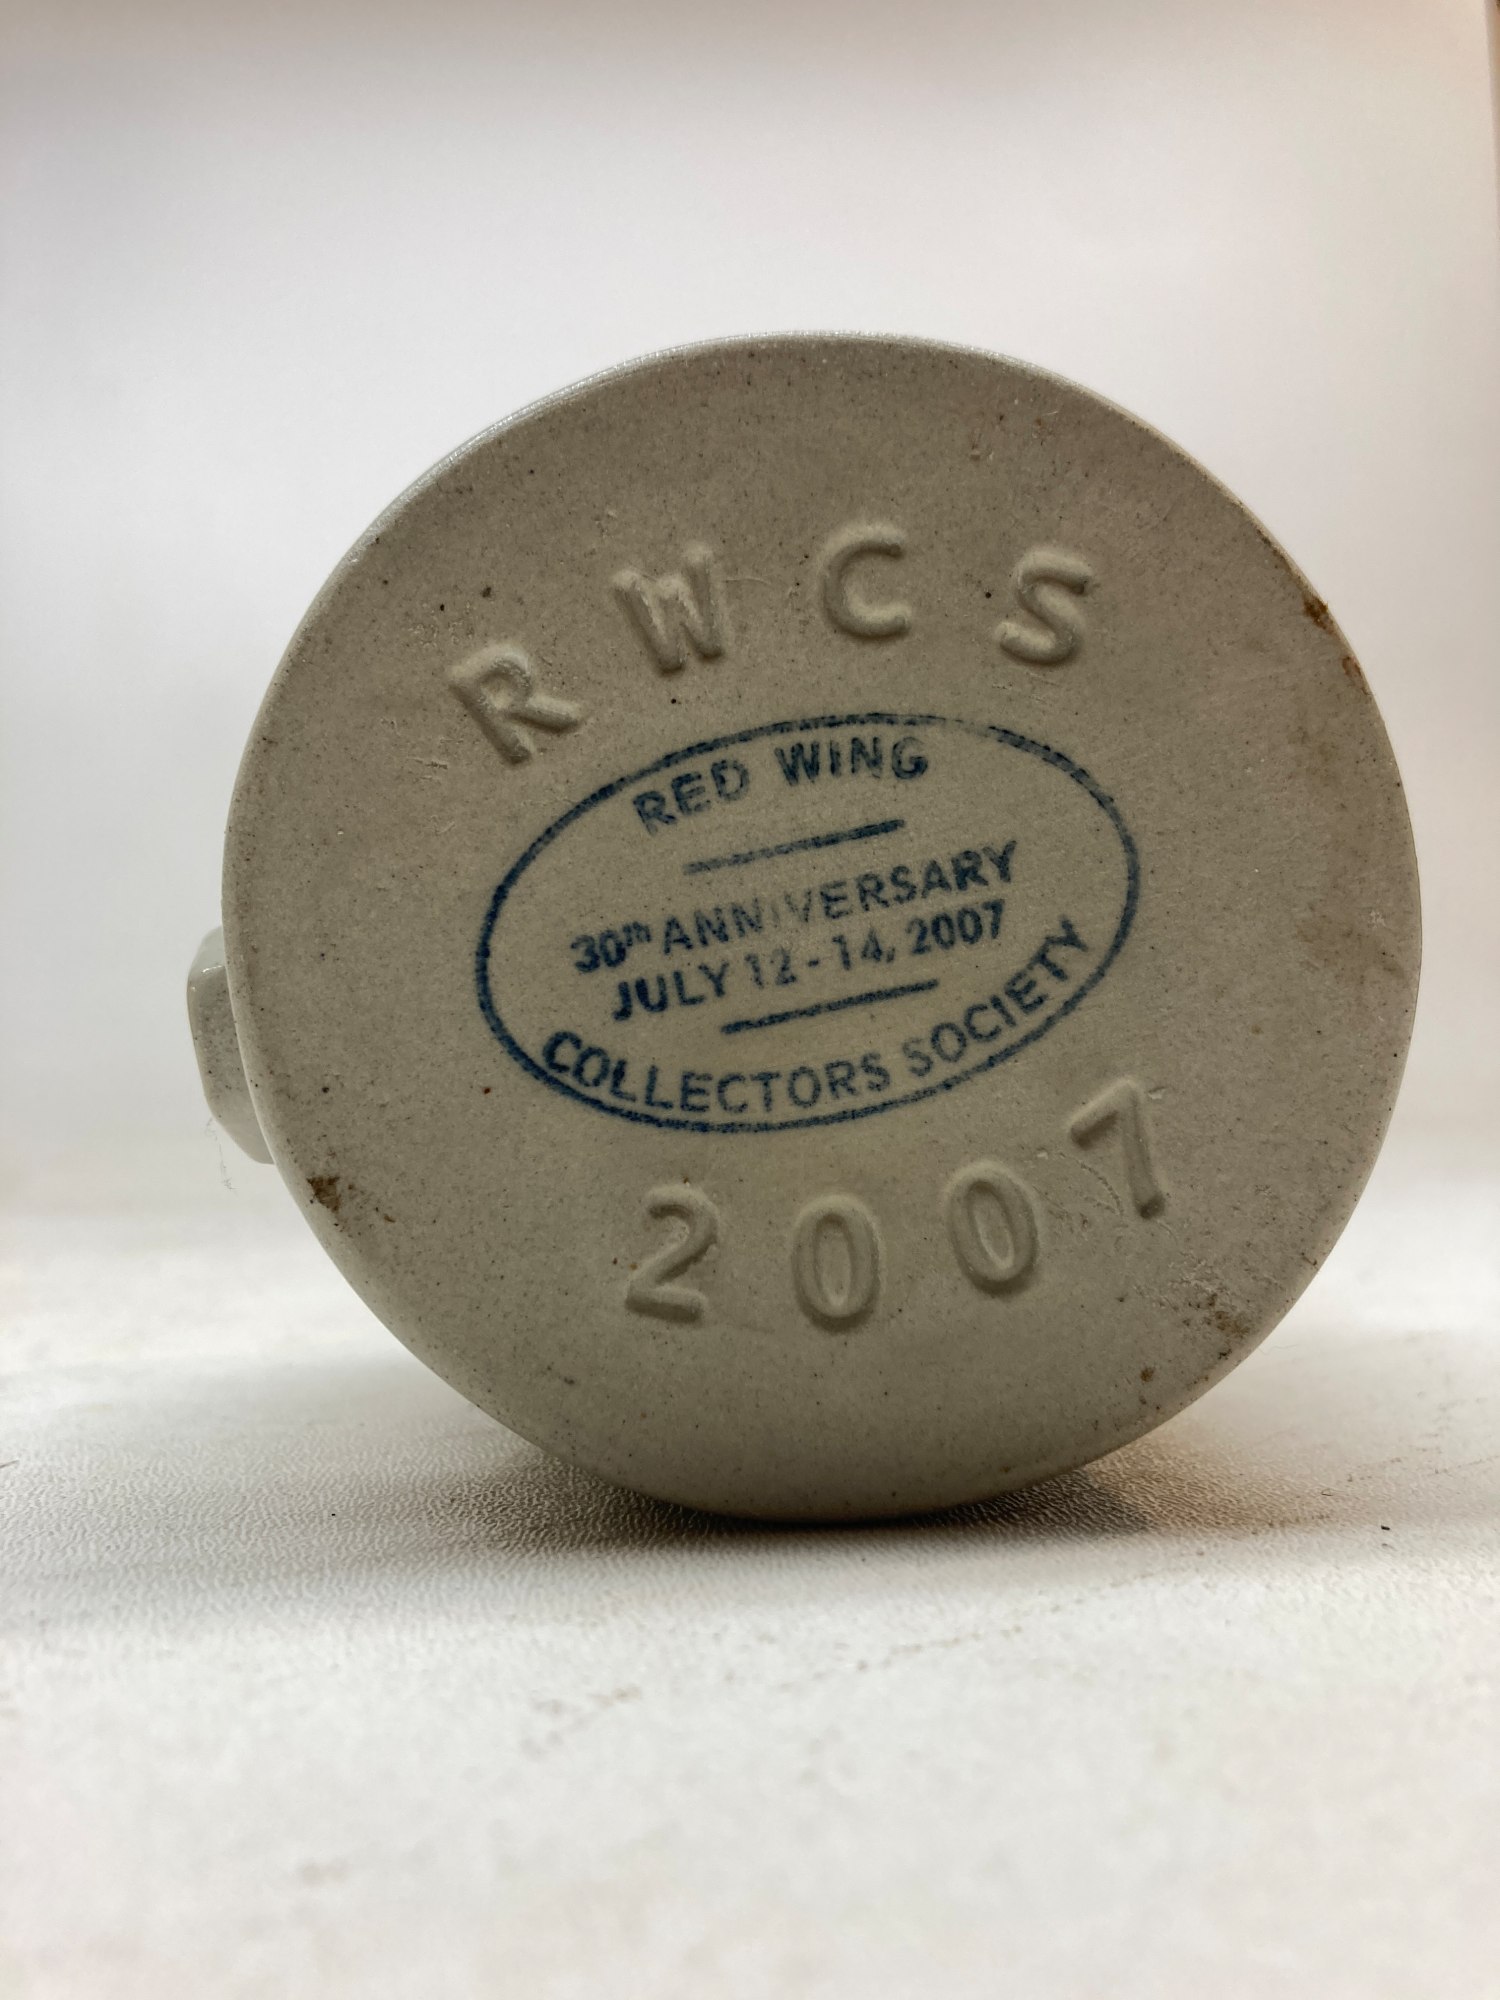 RWCS
RED WING
30th ANNIVERSARY
JULY 12-14, 2007
COLLECTORS SOCIETY
2007